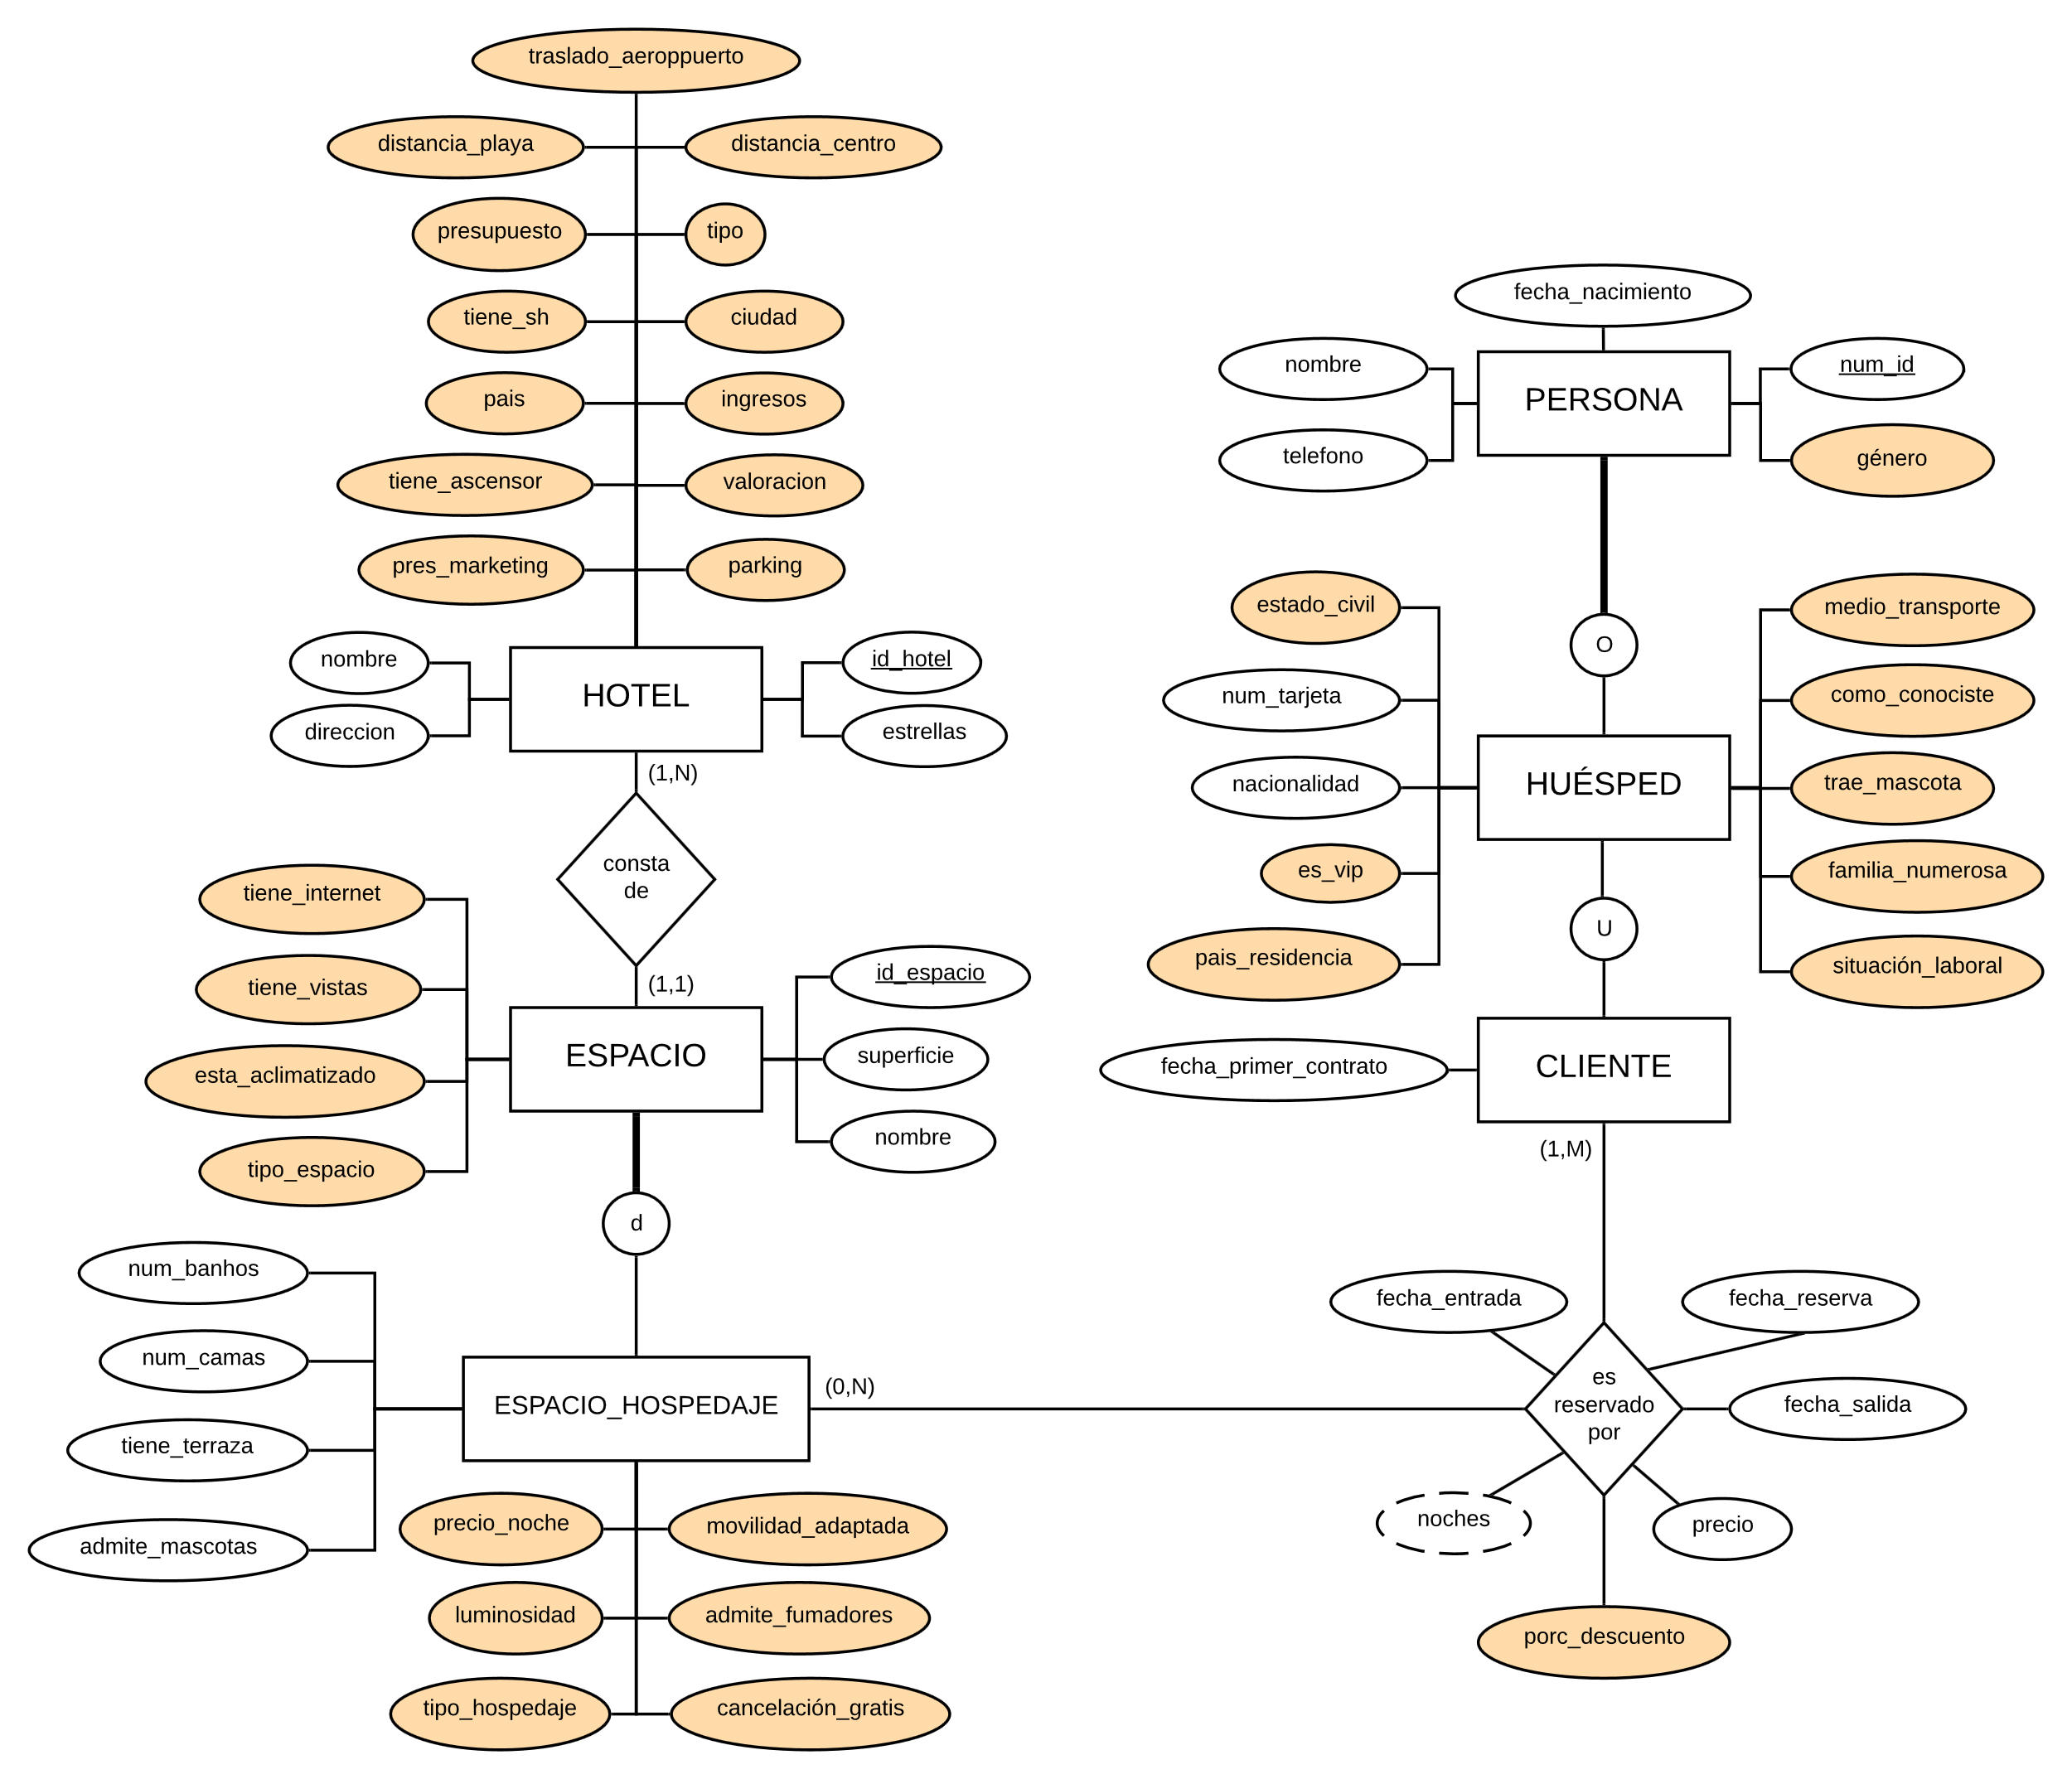 traslado_aeroppuerto
distancia_playa
distancia_centro
presupuesto
tipo
tiene_sh
ciudad
pais
ingresos
tiene_ascensor
valoracion
pres_marketing
parking
nombre
id_hotel
HOTEL
direccion
estrellas
(1,N)
consta
de
(1,1)
tiene_internet
tiene_vistas
esta_aclimatizado
tipo_espacio
ESPACIO
id_espacio
superficie
nombre
d
num_banhos
num_camas
tiene_terraza
admite_mascotas
ESPACIO_HOSPEDAJE
(0,N)
precio_noche
movilidad_adaptada
luminosidad
admite_fumadores
tipo_hospedaje
cancelación_gratis
fecha_nacimiento
nombre
num_id
PERSONA
telefono
género
O
estado_civil
medio_transporte
num_tarjeta
como_conociste
nacionalidad
HUÉSPED
trae_mascota
es_vip
familia_numerosa
U
pais_residencia
situación_laboral
fecha_primer_contrato
CLIENTE
(1,M)
fecha_entrada
fecha_reserva
es
reservado
por
fecha_salida
noches
precio
porc_descuento